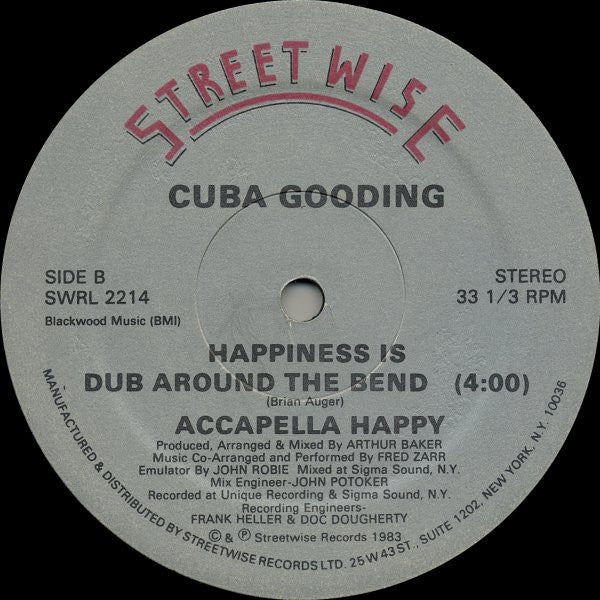 STREETWISE
CUBA GOODING
SIDE B
SWRL 2214
Blackwood Music (BMI)
STEREO
33 1/3 RPM
HAPPINESS IS
DUB AROUND THE BEND (4:00)
(Brian Auger)
ACCAPELLA HAPPY
Produced, Arranged & Mixed By ARTHUR BAKER
Music Co-Arranged and Performed By FRED ZARR
Emulator By JOHN ROBIE Mixed at Sigma Sound, N.Y.
Mix Engineer-JOHN POTOKER
Recorded at Unique Recording & Sigma Sound, N.Y.
Recording Engineers-
FRANK HELLER & DOC DOUGHERTY
© & ℗ Streetwise Records 1983
MANUFACTURED & DISTRIBUTED BY STREETWISE RECORDS LTD. 25 W 43 ST., SUITE 1202, NEW YORK, N.Y. 10036